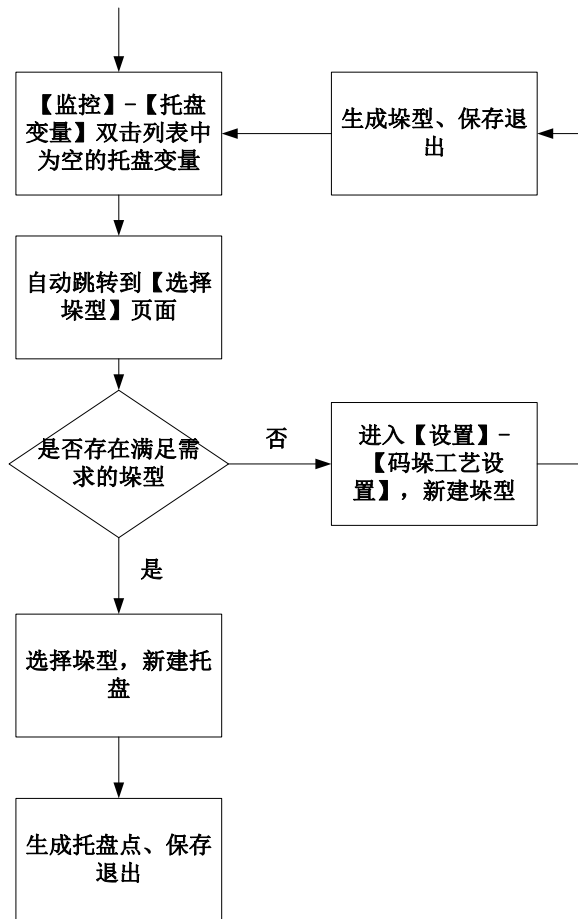 【监控】-【托盘
变量】双击列表中
为空的托盘变量
生成垛型、保存退
出
自动跳转到【选择
垛型】页面
是否存在满足需
求的垛型
否
进入【设置】-
【码垛工艺设
置】，新建垛型
是
选择垛型，新建托
盘
生成托盘点、保存
退出